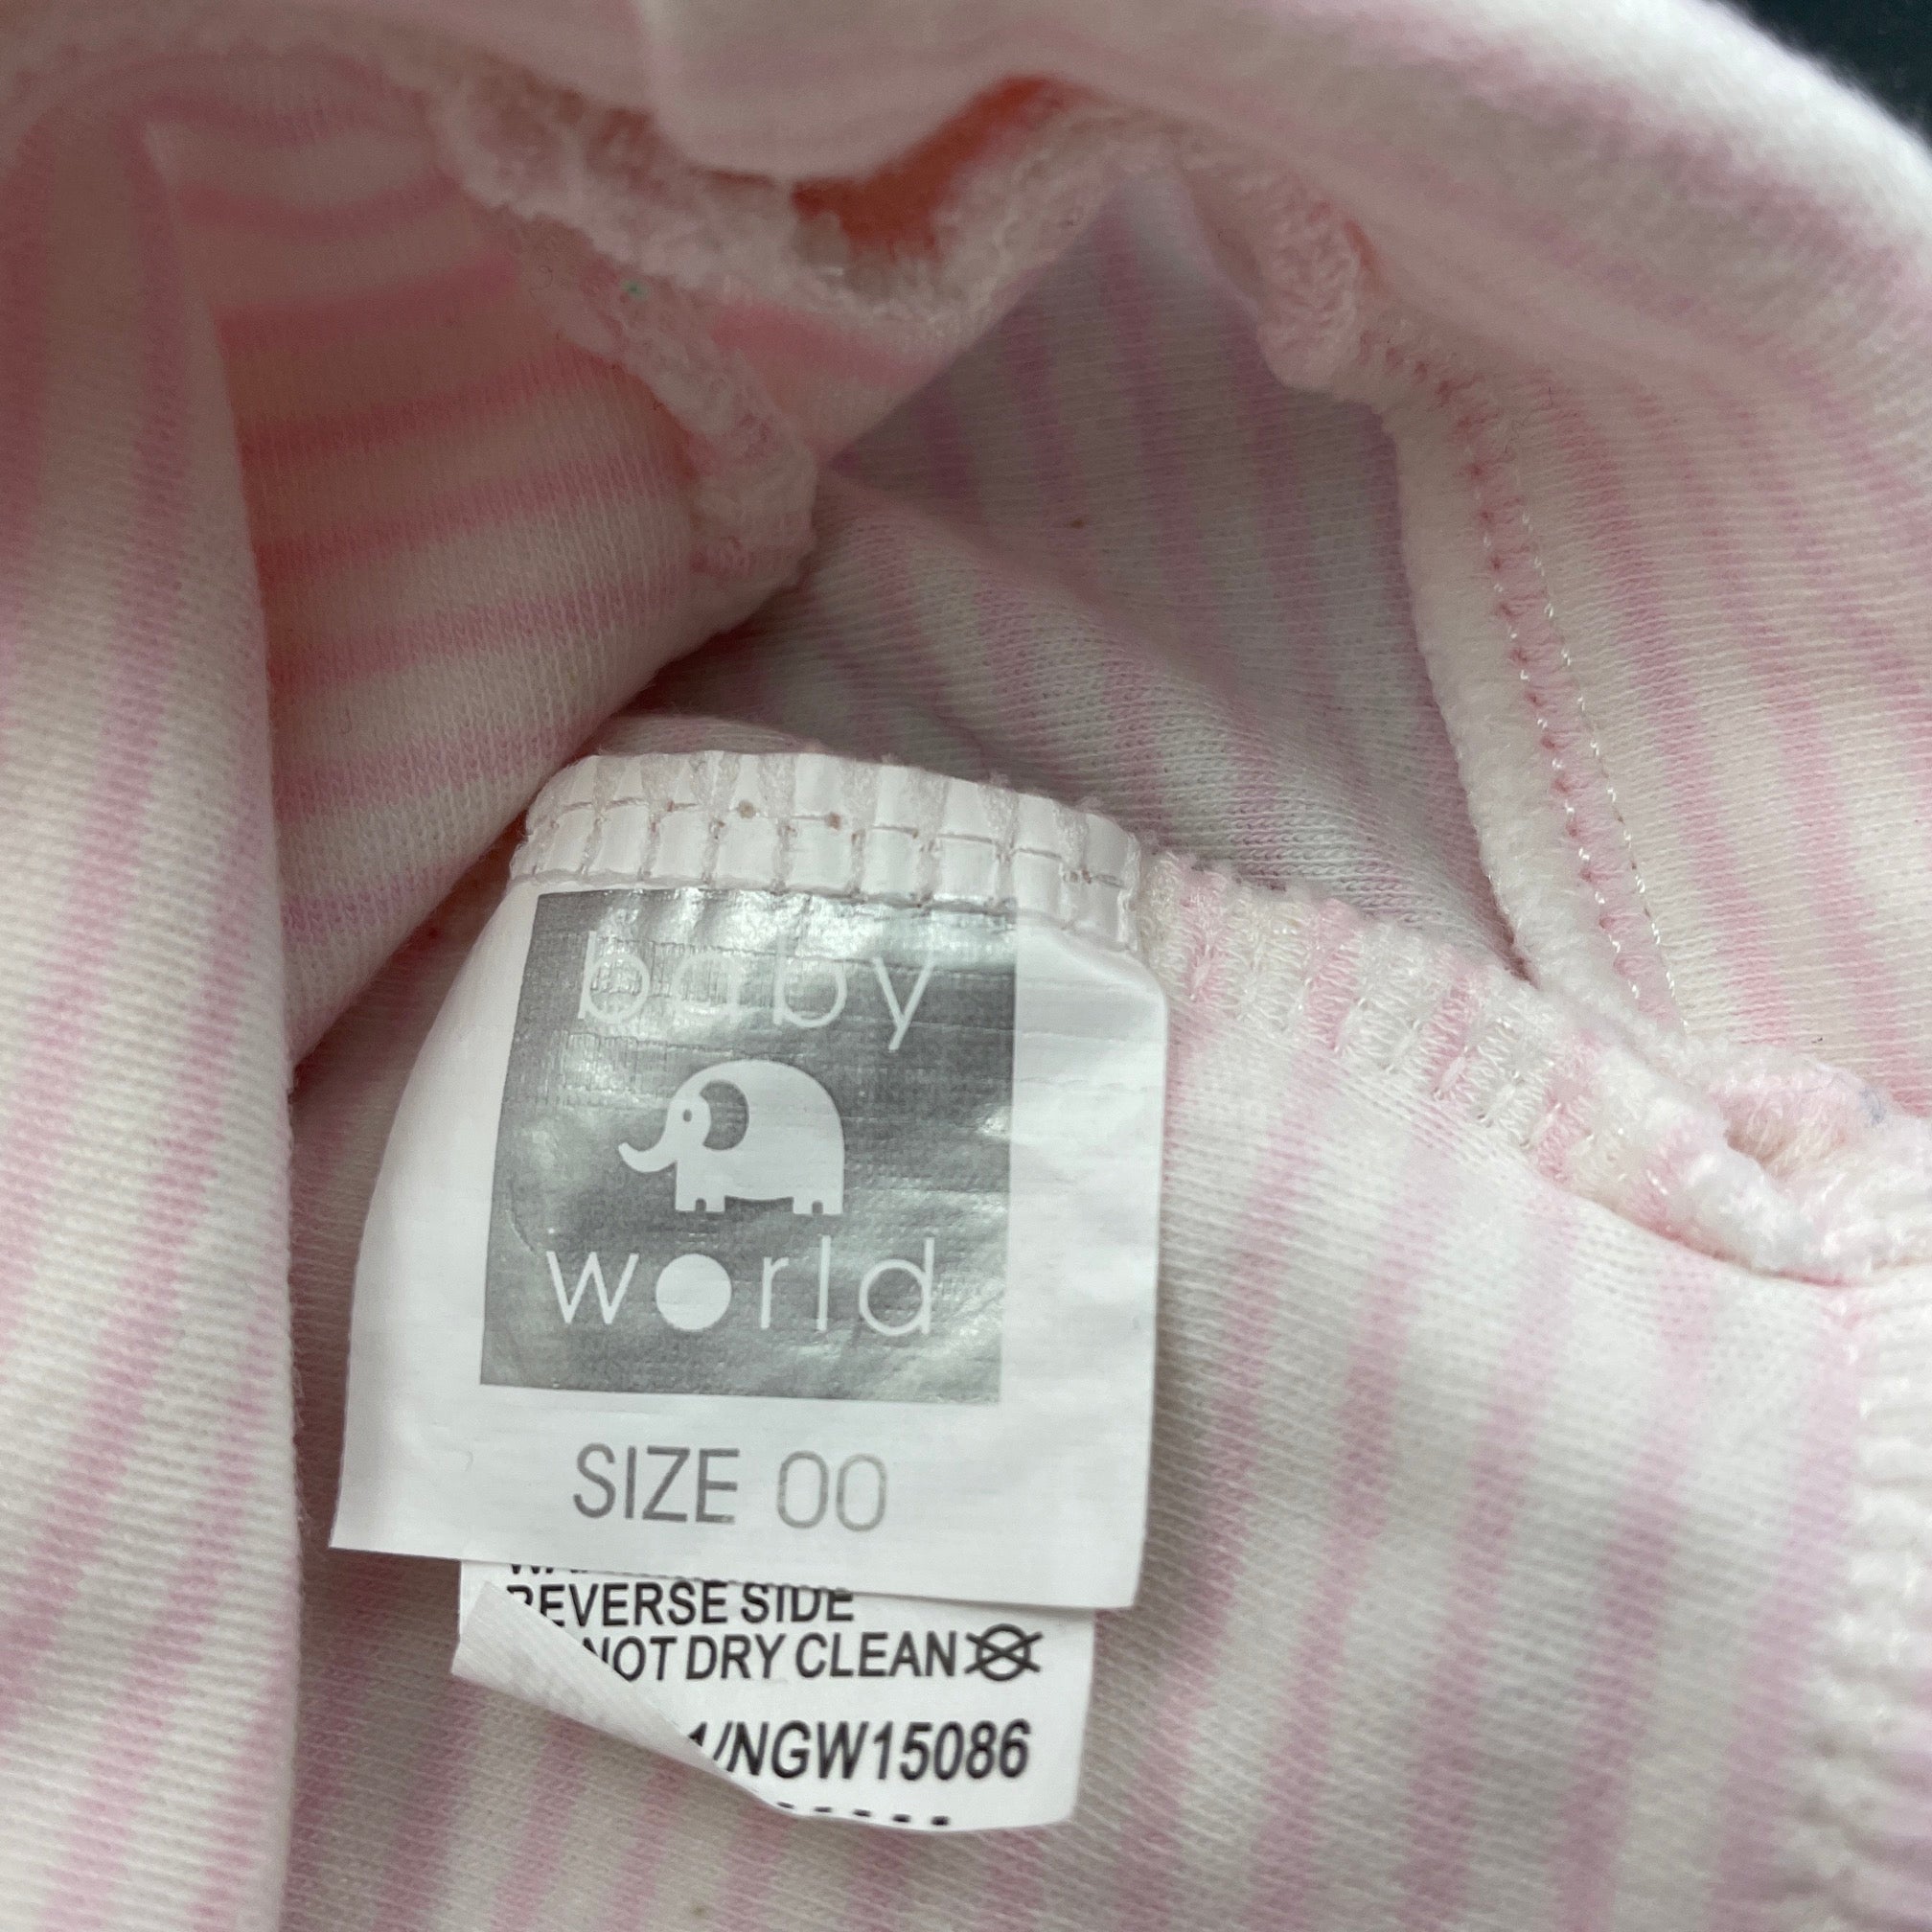 baby
world
SIZE 00
REVERSE SIDE
NOT DRY CLEAN
/NGW15086